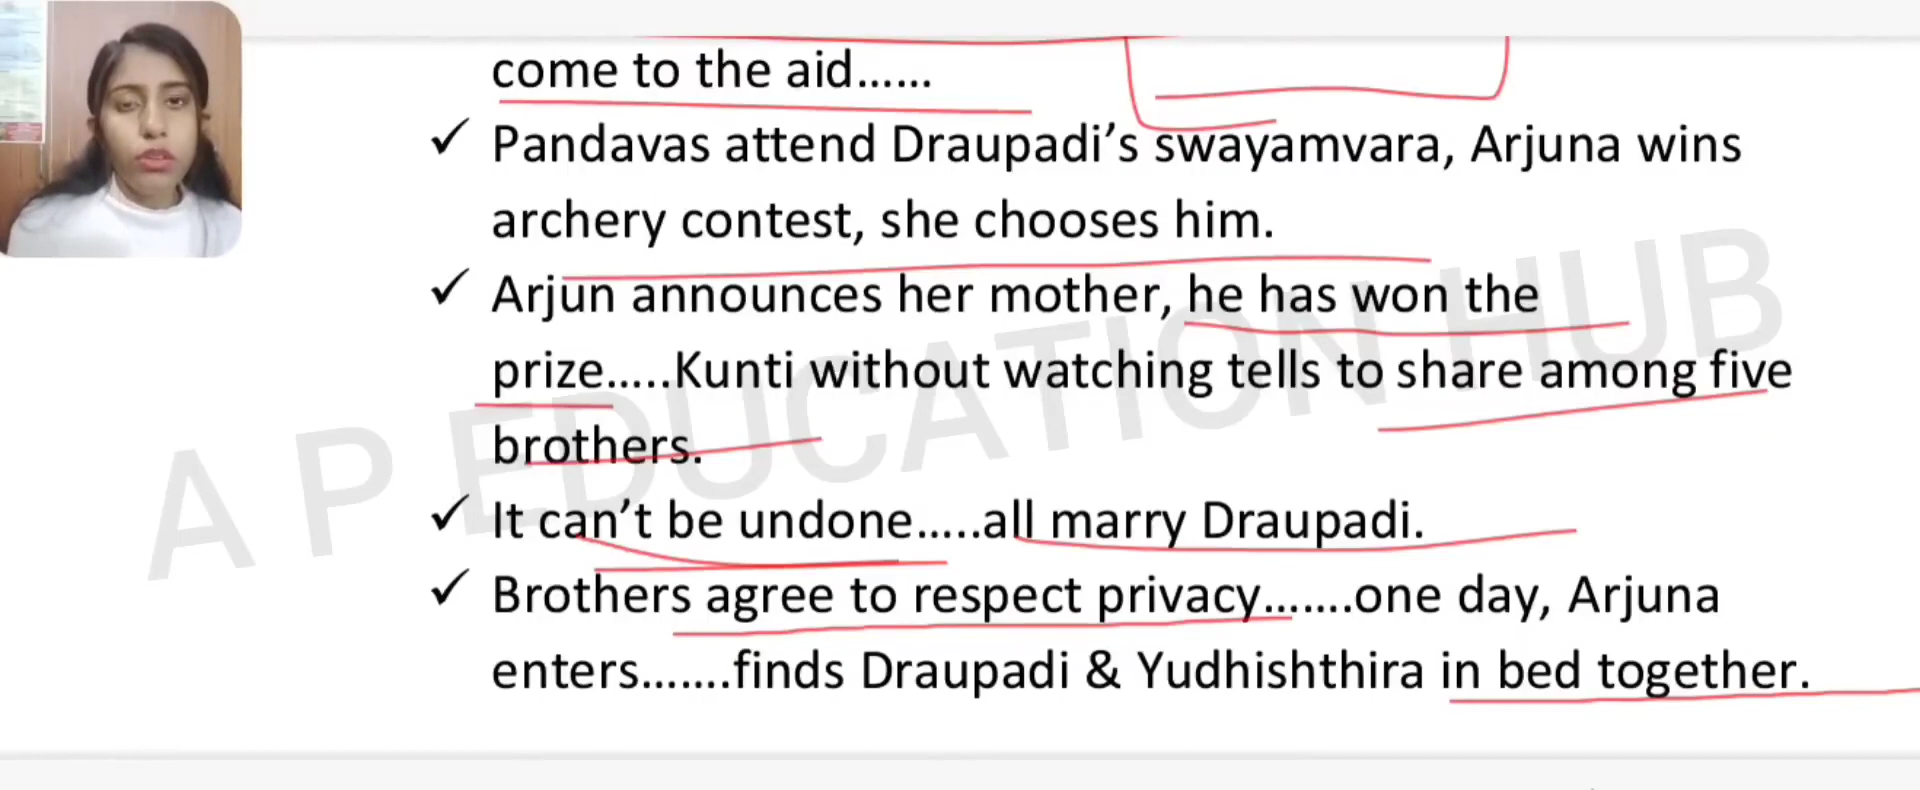 come to the aid......
✓ Pandavas attend Draupadi’s swayamvara, Arjuna wins
archery contest, she chooses him.
✓ Arjun announces her mother, he has won the
prize.....Kunti without watching tells to share among five
brothers.
✓ It can’t be undone.....all marry Draupadi.
✓ Brothers agree to respect privacy.......one day, Arjuna
enters.......finds Draupadi & Yudhishthira in bed together.
A P EDUCATION HUB